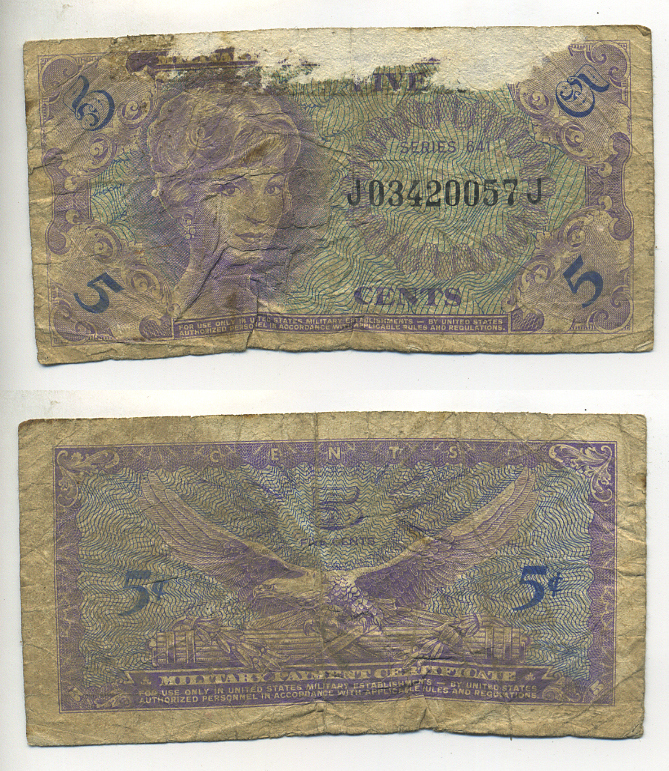 5
5
IVE
SERIES 641
J03420057J
5
CENTS
5
FOR USE ONLY IN UNITED STATES MILITARY ESTABLISHMENTS — BY UNITED STATES
AUTHORIZED PERSONNEL IN ACCORDANCE WITH APPLICABLE RULES AND REGULATIONS.
CENTS
5
FIVE CENTS
5¢
5¢
MILITARY PAYMENT CERTIFICATE
FOR USE ONLY IN UNITED STATES MILITARY ESTABLISHMENTS — BY UNITED STATES
AUTHORIZED PERSONNEL IN ACCORDANCE WITH APPLICABLE RULES AND REGULATIONS.